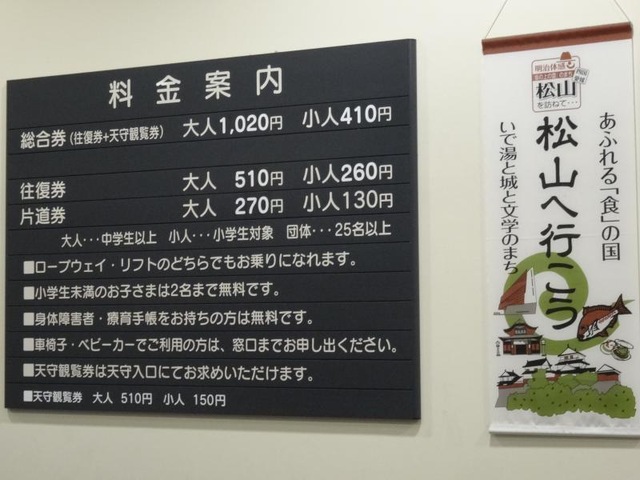 料金案内
総合券(往復券+天守観覧券) 大人1,020円 小人410円
往復券 大人 510円 小人260円
片道券 大人 270円 小人130円
大人･･･中学生以上 小人･･･小学生対象 団体･･･25名以上
■ロープウェイ・リフトのどちらでもお乗りになれます。
■小学生未満のお子さまは2名まで無料です。
■身体障害者・療育手帳をお持ちの方は無料です。
■車椅子・ベビーカーでご利用の方は、窓口までお申し出ください。
■天守観覧券は天守入口にてお求めいただけます。
■天守観覧券 大人 510円 小人 150円
明治体感
松山
を訪ねて･･･
あふれる「食」の国
松山へ行こう
いで湯と城と文学のまち